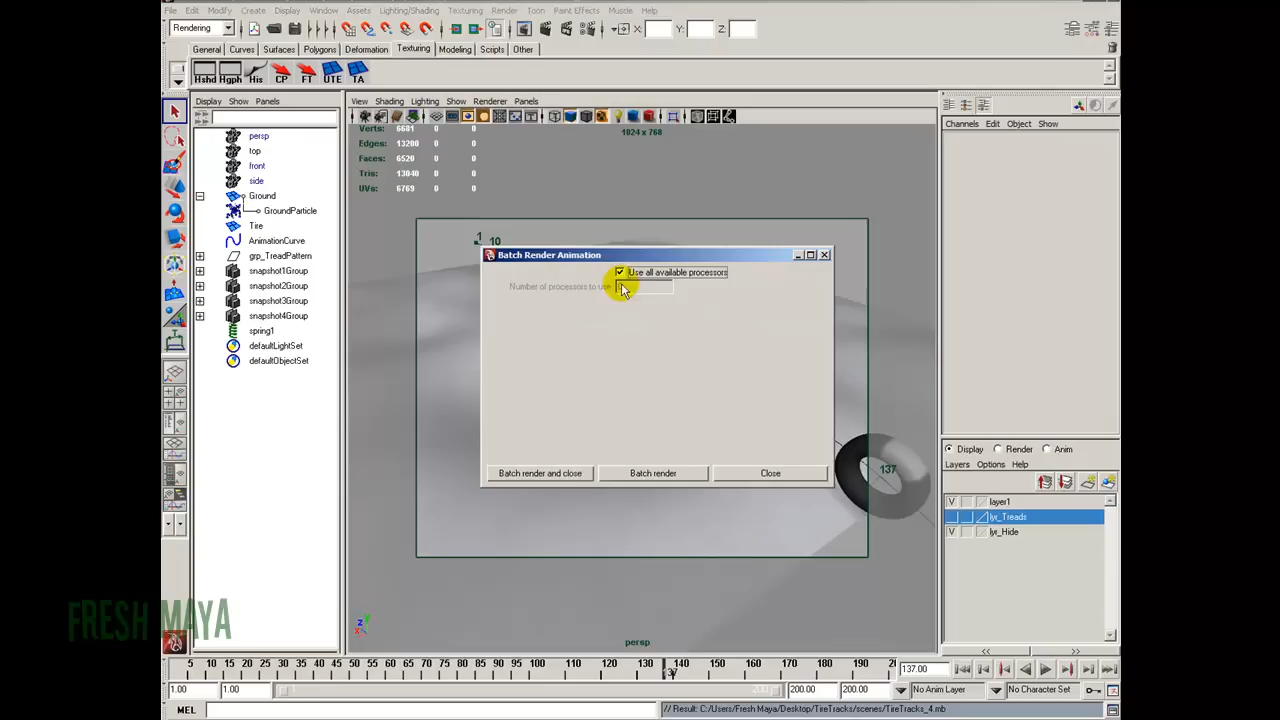 File Edit Modify Create Display Window Assets Lighting/Shading Texturing Render Toon Paint Effects Muscle Help
Rendering X: Y: Z:
General Curves Surfaces Polygons Deformation Texturing Modeling Scripts Other
Hshd Hgph His CP FT UTE TA
Display Show Panels
View Shading Lighting Show Renderer Panels
Channels Edit Object Show
Verts: 6681 0 0
Edges: 13200 0 0
Faces: 6520 0 0
Tris: 13040 0 0
UVs: 6769 0 0
1024 x 768
persp
top
front
side
Ground
GroundParticle
Tire
AnimationCurve
grp_TreadPattern
snapshot1Group
snapshot2Group
snapshot3Group
snapshot4Group
spring1
defaultLightSet
defaultObjectSet
1 10
Batch Render Animation
Use all available processors
Number of processors to use
Batch render and close Batch render Close
137
Display Render Anim
Layers Options Help
V layer1
lyr_Treads
V lyr_Hide
FRESH MAYA
persp
5 10 15 20 25 30 35 40 45 50 55 60 65 70 75 80 85 90 95 100 110 120 130 140 150 160 170 180 190
137
137.00
1.00 1.00 200 200.00 200.00 No Anim Layer No Character Set
MEL // Result: C:/Users/Fresh Maya/Desktop/TireTracks/scenes/TireTracks_4.mb